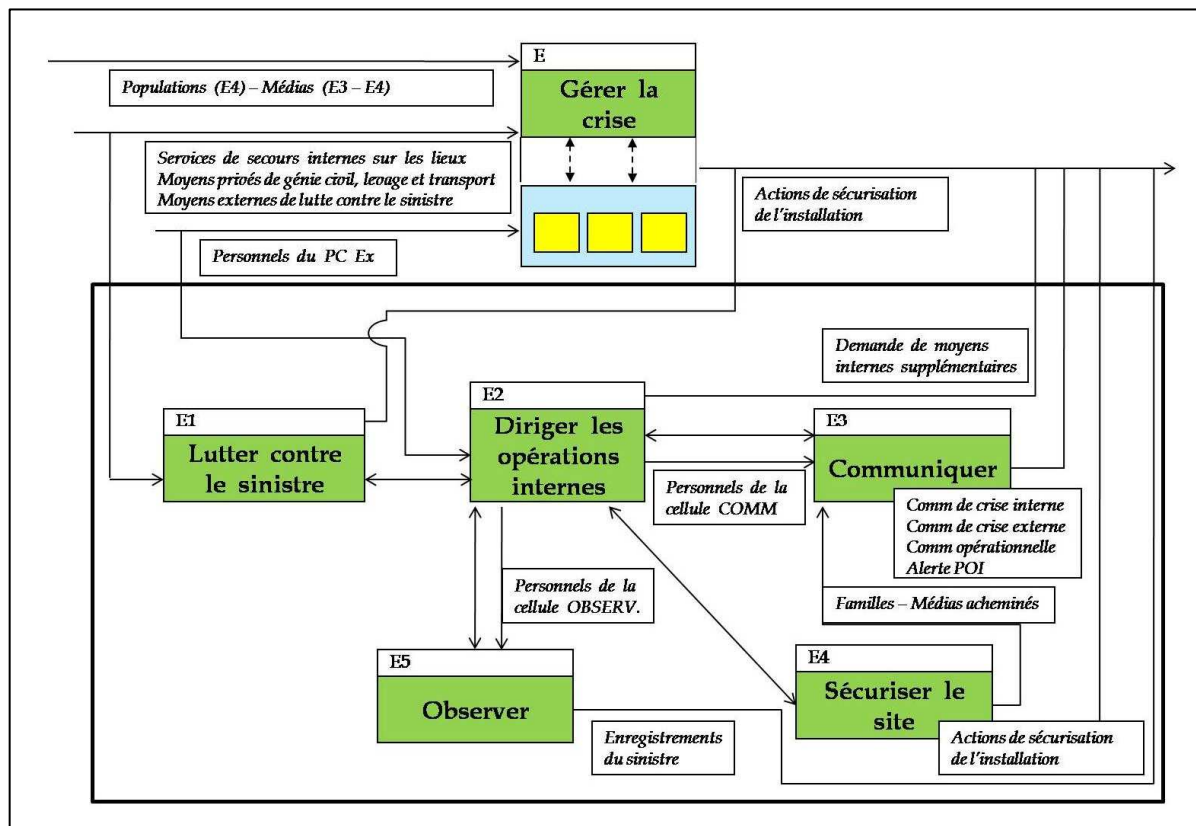 E
Gérer la
crise
Populations (E4) – Médias (E3 – E4)
Services de secours internes sur les lieux
Moyens privés de génie civil, levage et transport
Moyens externes de lutte contre le sinistre
Actions de sécurisation
de l'installation
Personnels du PC Ex
Demande de moyens
internes supplémentaires
E1
Lutter contre
le sinistre
E2
Diriger les
opérations
internes
E3
Communiquer
Personnels de la
cellule COMM
Comm de crise interne
Comm de crise externe
Comm opérationnelle
Alerte POI
Personnels de la
cellule OBSERV.
Familles – Médias acheminés
E5
Observer
E4
Sécuriser le
site
Enregistrements
du sinistre
Actions de sécurisation
de l'installation